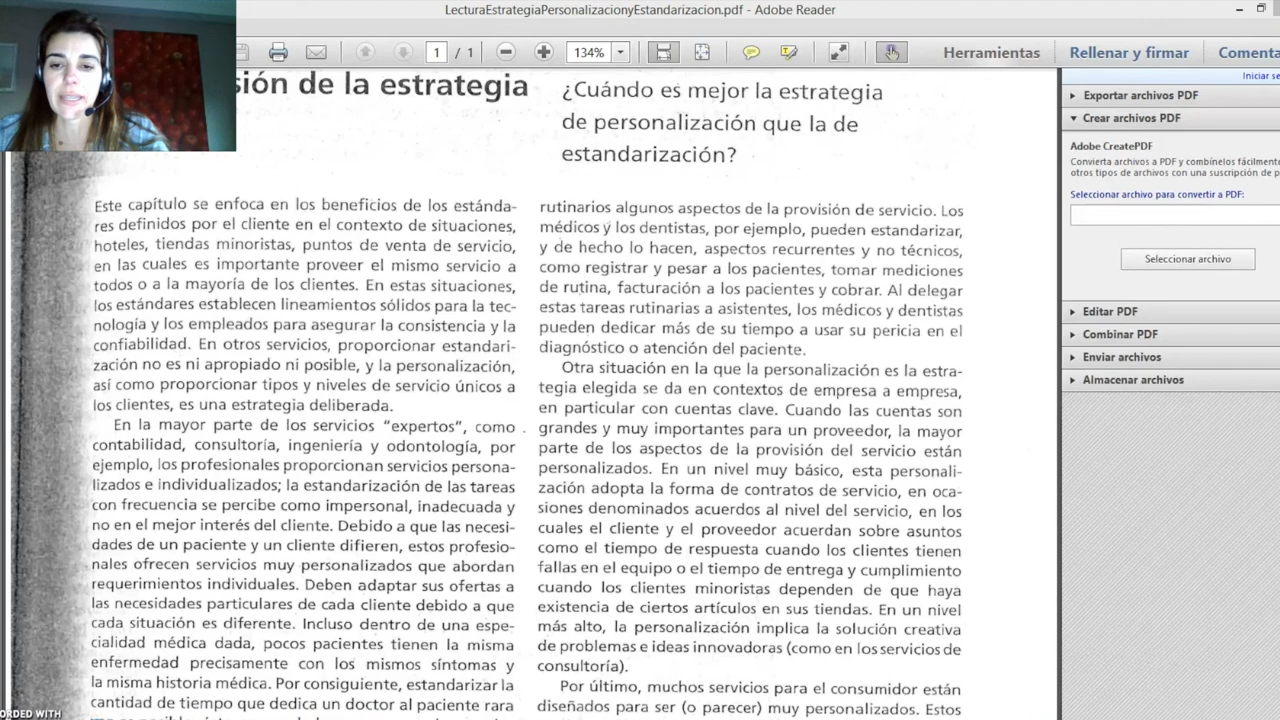 LecturaEstrategiaPersonalizacionyEstandarizacion.pdf - Adobe Reader
1 / 1
134%
Herramientas
Rellenar y firmar
Comenta
Iniciar se
sión de la estrategia
¿Cuándo es mejor la estrategia
de personalización que la de
estandarización?
Este capítulo se enfoca en los beneficios de los estánda-
res definidos por el cliente en el contexto de situaciones,
hoteles, tiendas minoristas, puntos de venta de servicio,
en las cuales es importante proveer el mismo servicio a
todos o a la mayoría de los clientes. En estas situaciones,
los estándares establecen lineamientos sólidos para la tec-
nología y los empleados para asegurar la consistencia y la
confiabilidad. En otros servicios, proporcionar estandari-
zación no es ni apropiado ni posible, y la personalización,
así como proporcionar tipos y niveles de servicio únicos a
los clientes, es una estrategia deliberada.
En la mayor parte de los servicios "expertos", como
contabilidad, consultoría, ingeniería y odontología, por
ejemplo, los profesionales proporcionan servicios persona-
lizados e individualizados; la estandarización de las tareas
con frecuencia se percibe como impersonal, inadecuada y
no en el mejor interés del cliente. Debido a que las necesi-
dades de un paciente y un cliente difieren, estos profesio-
nales ofrecen servicios muy personalizados que abordan
requerimientos individuales. Deben adaptar sus ofertas a
las necesidades particulares de cada cliente debido a que
cada situación es diferente. Incluso dentro de una espe-
cialidad médica dada, pocos pacientes tienen la misma
enfermedad precisamente con los mismos síntomas y
la misma historia médica. Por consiguiente, estandarizar la
cantidad de tiempo que dedica un doctor al paciente rara
rutinarios algunos aspectos de la provisión de servicio. Los
médicos y los dentistas, por ejemplo, pueden estandarizar,
y de hecho lo hacen, aspectos recurrentes y no técnicos,
como registrar y pesar a los pacientes, tomar mediciones
de rutina, facturación a los pacientes y cobrar. Al delegar
estas tareas rutinarias a asistentes, los médicos y dentistas
pueden dedicar más de su tiempo a usar su pericia en el
diagnóstico o atención del paciente.
Otra situación en la que la personalización es la estra-
tegia elegida se da en contextos de empresa a empresa,
en particular con cuentas clave. Cuando las cuentas son
grandes y muy importantes para un proveedor, la mayor
parte de los aspectos de la provisión del servicio están
personalizados. En un nivel muy básico, esta personali-
zación adopta la forma de contratos de servicio, en oca-
siones denominados acuerdos al nivel del servicio, en los
cuales el cliente y el proveedor acuerdan sobre asuntos
como el tiempo de respuesta cuando los clientes tienen
fallas en el equipo o el tiempo de entrega y cumplimiento
cuando los clientes minoristas dependen de que haya
existencia de ciertos artículos en sus tiendas. En un nivel
más alto, la personalización implica la solución creativa
de problemas e ideas innovadoras (como en los servicios de
consultoría).
Por último, muchos servicios para el consumidor están
diseñados para ser (o parecer) muy personalizados. Estos
Exportar archivos PDF
Crear archivos PDF
Adobe CreatePDF
Convierta archivos a PDF y combínelos fácilmente
otros tipos de archivos con una suscripción de p
Seleccionar archivo para convertir a PDF:
Seleccionar archivo
Editar PDF
Combinar PDF
Enviar archivos
Almacenar archivos
ORDED WITH